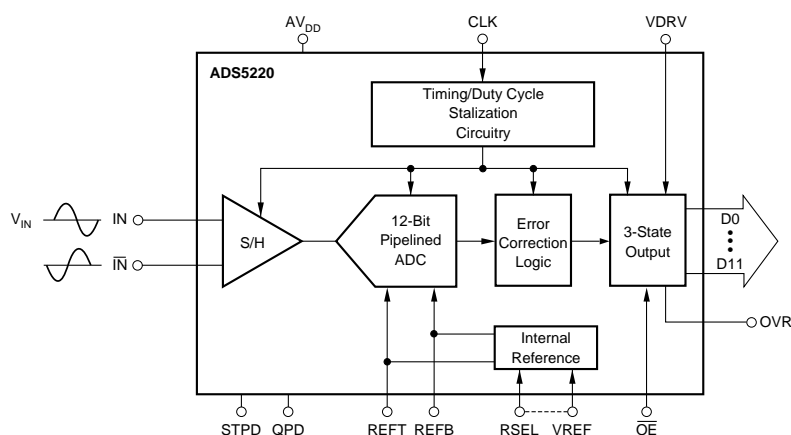 AVDD
CLK
VDRV
ADS5220
Timing/Duty Cycle
Stalization
Circuitry
VIN
IN
IN
S/H
12-Bit
Pipelined
ADC
Error
Correction
Logic
3-State
Output
D0
D11
OVR
Internal
Reference
STPD
QPD
REFT
REFB
RSEL
VREF
OE